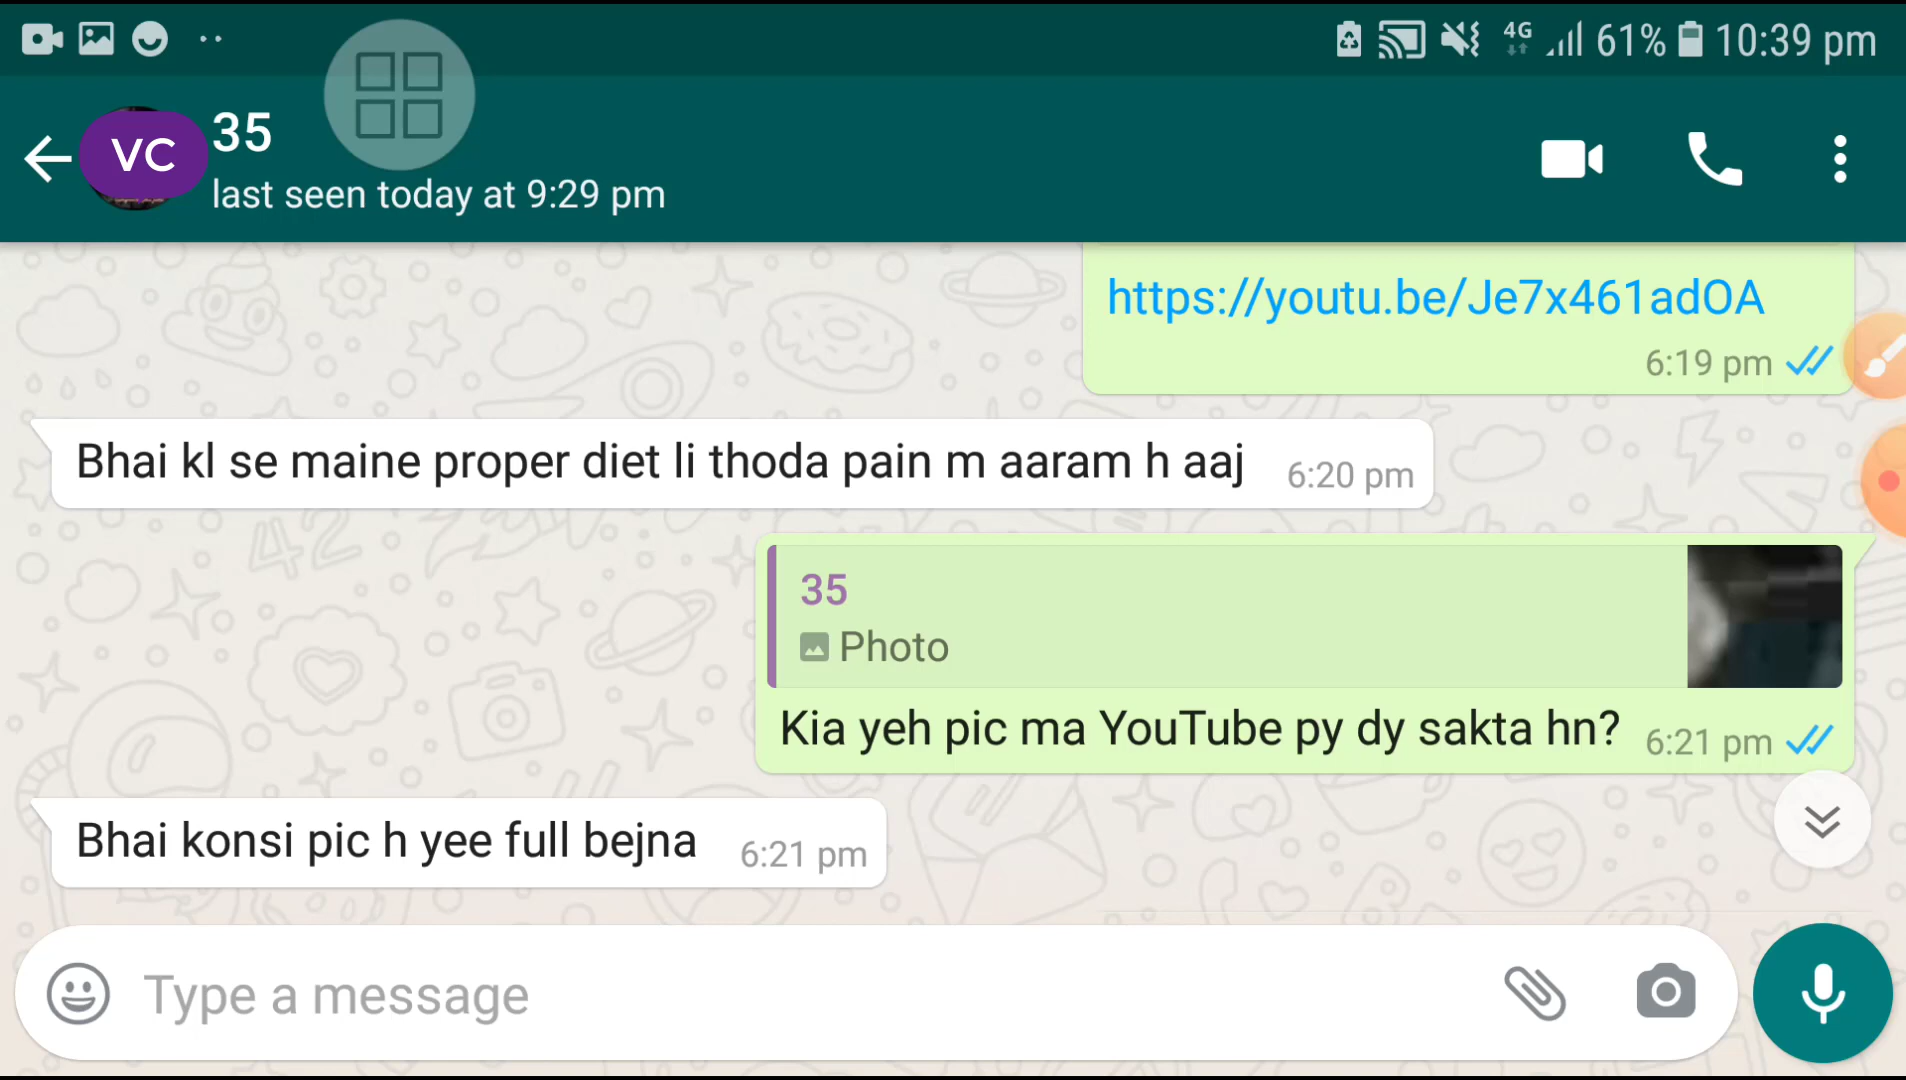 4G 61% 10:39 pm
VC
35
last seen today at 9:29 pm
https://youtu.be/Je7x461adOA
6:19 pm
Bhai kl se maine proper diet li thoda pain m aaram h aaj 6:20 pm
35
Photo
Kia yeh pic ma YouTube py dy sakta hn? 6:21 pm
Bhai konsi pic h yee full bejna 6:21 pm
Type a message